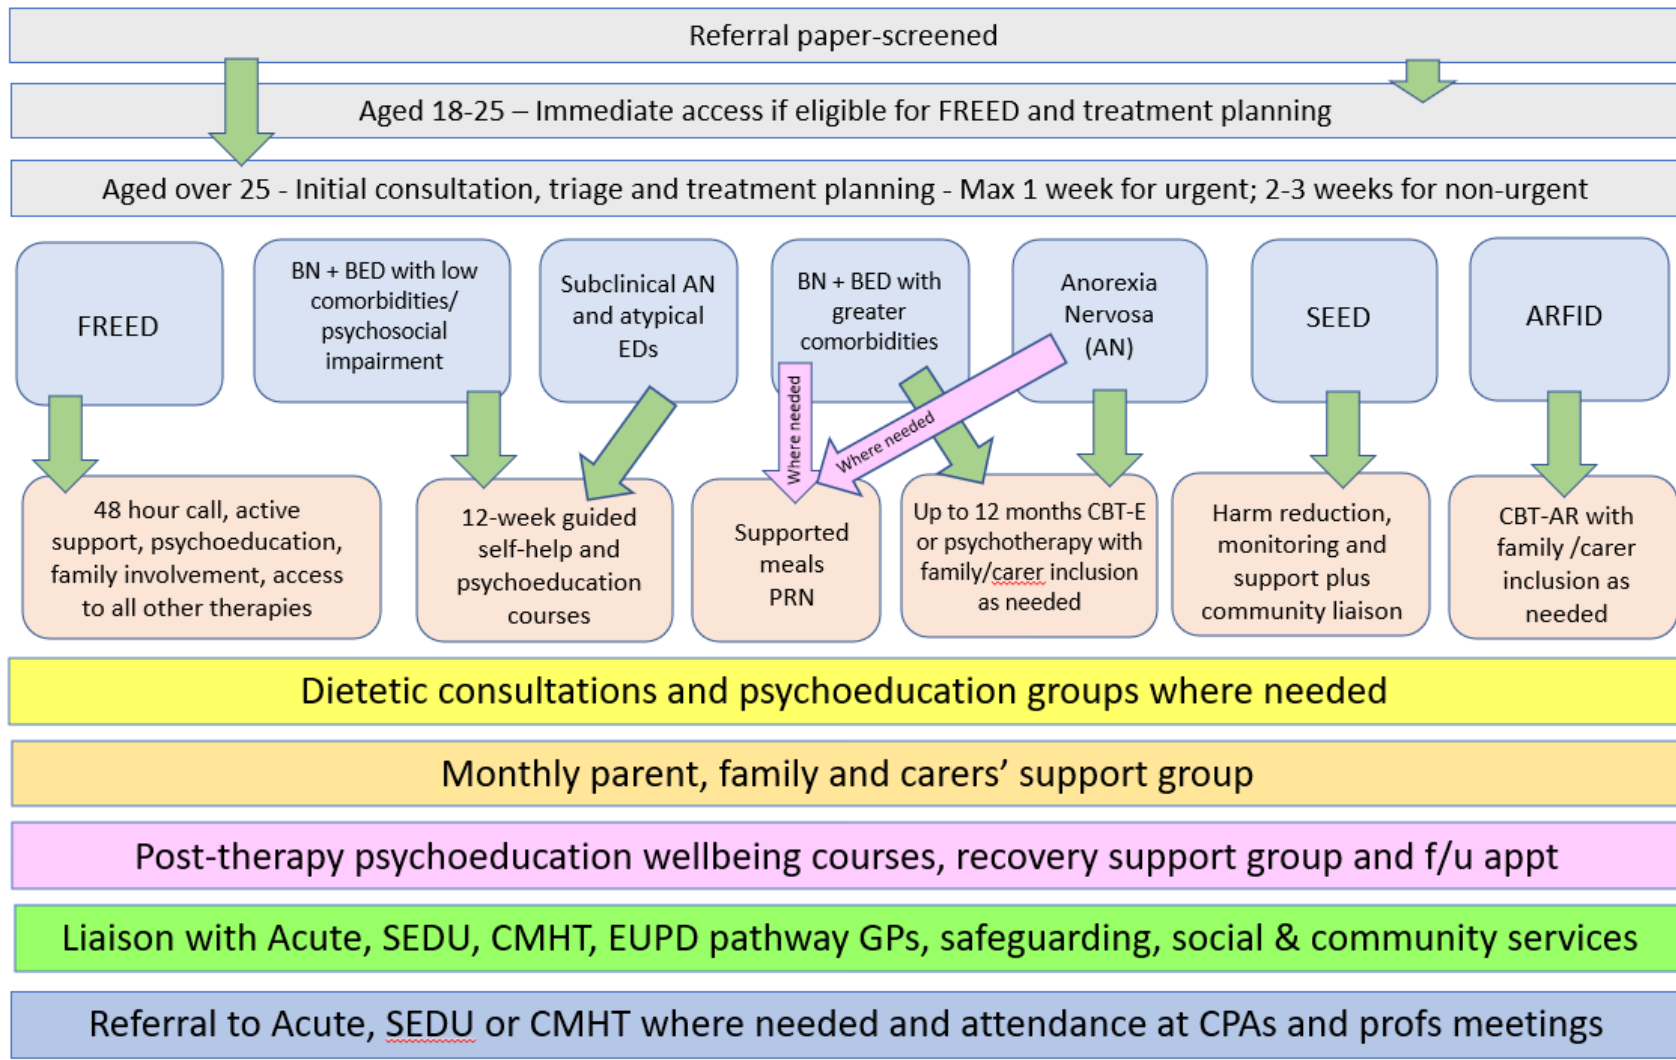 Referral paper-screened
Aged 18-25 – Immediate access if eligible for FREED and treatment planning
Aged over 25 - Initial consultation, triage and treatment planning - Max 1 week for urgent; 2-3 weeks for non-urgent
FREED
BN + BED with low
comorbidities/
psychosocial
impairment
Subclinical AN
and atypical
EDs
BN + BED with
greater
comorbidities
Anorexia
Nervosa
(AN)
SEED
ARFID
Where needed
Where needed
48 hour call, active
support, psychoeducation,
family involvement, access
to all other therapies
12-week guided
self-help and
psychoeducation
courses
Supported
meals
PRN
Up to 12 months CBT-E
or psychotherapy with
family/carer inclusion
as needed
Harm reduction,
monitoring and
support plus
community liaison
CBT-AR with
family /carer
inclusion as
needed
Dietetic consultations and psychoeducation groups where needed
Monthly parent, family and carers’ support group
Post-therapy psychoeducation wellbeing courses, recovery support group and f/u appt
Liaison with Acute, SEDU, CMHT, EUPD pathway GPs, safeguarding, social & community services
Referral to Acute, SEDU or CMHT where needed and attendance at CPAs and profs meetings